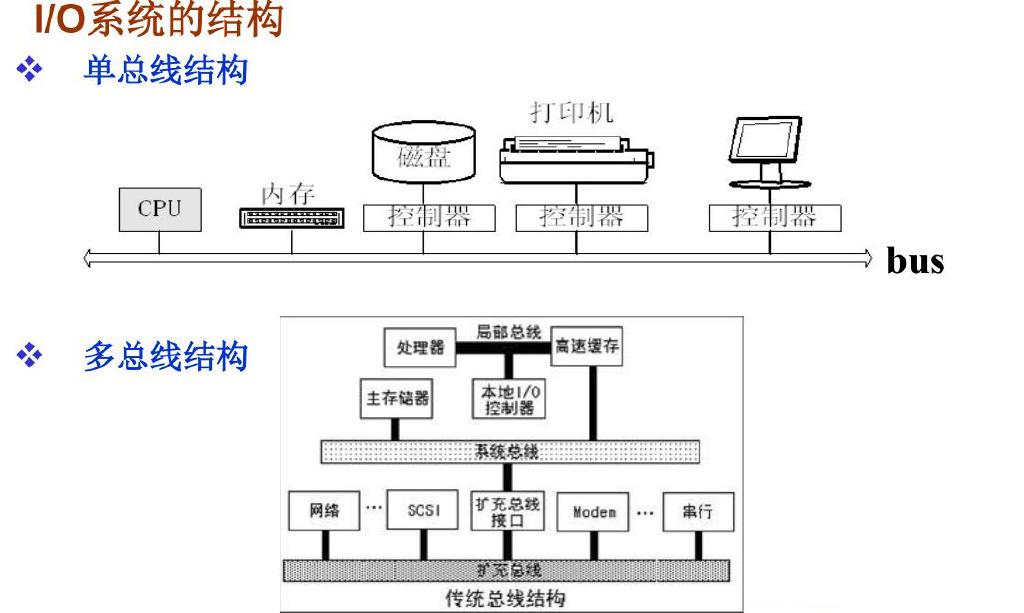 I/O系统的结构
单总线结构
打印机
磁盘
CPU
内存
控制器 控制器 控制器
bus
多总线结构
局部总线
处理器 高速缓存
主存储器
本地I/O
控制器
系统总线
网络 … SCSI
扩充总线
接口
Modem … 串行
扩充总线
传统总线结构